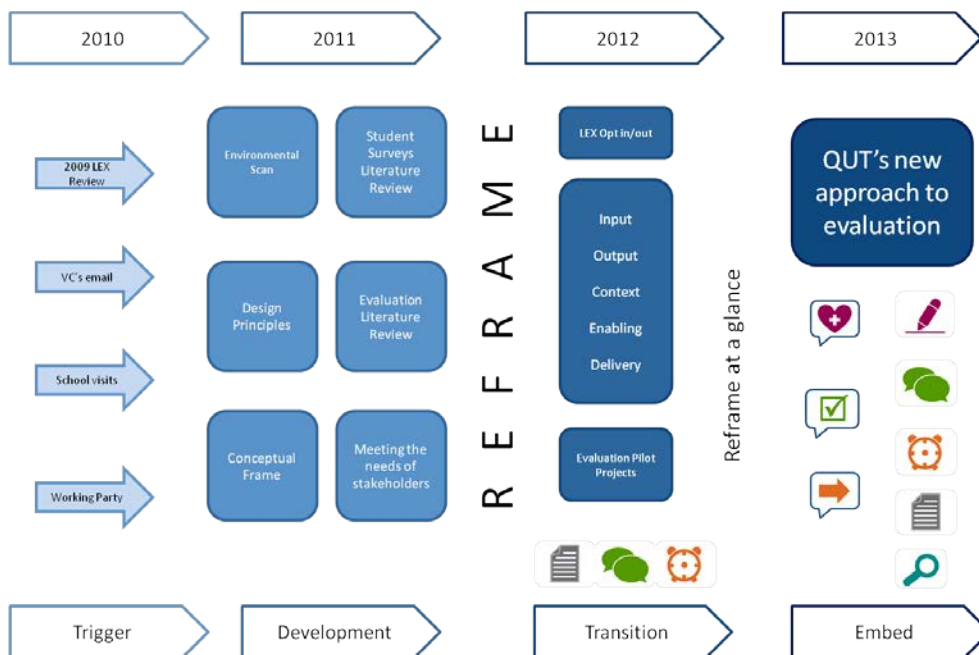 2010
2011
2012
2013
2009 LEX
Review
VC's email
School visits
Working Party
Environmental
Scan
Student
Surveys
Literature
Review
Design
Principles
Evaluation
Literature
Review
Conceptual
Frame
Meeting the
needs of
stakeholders
REFRAME
LEX Opt in/out
Input
Output
Context
Enabling
Delivery
Evaluation Pilot
Projects
Reframe at a glance
QUT's new
approach to
evaluation
Trigger
Development
Transition
Embed